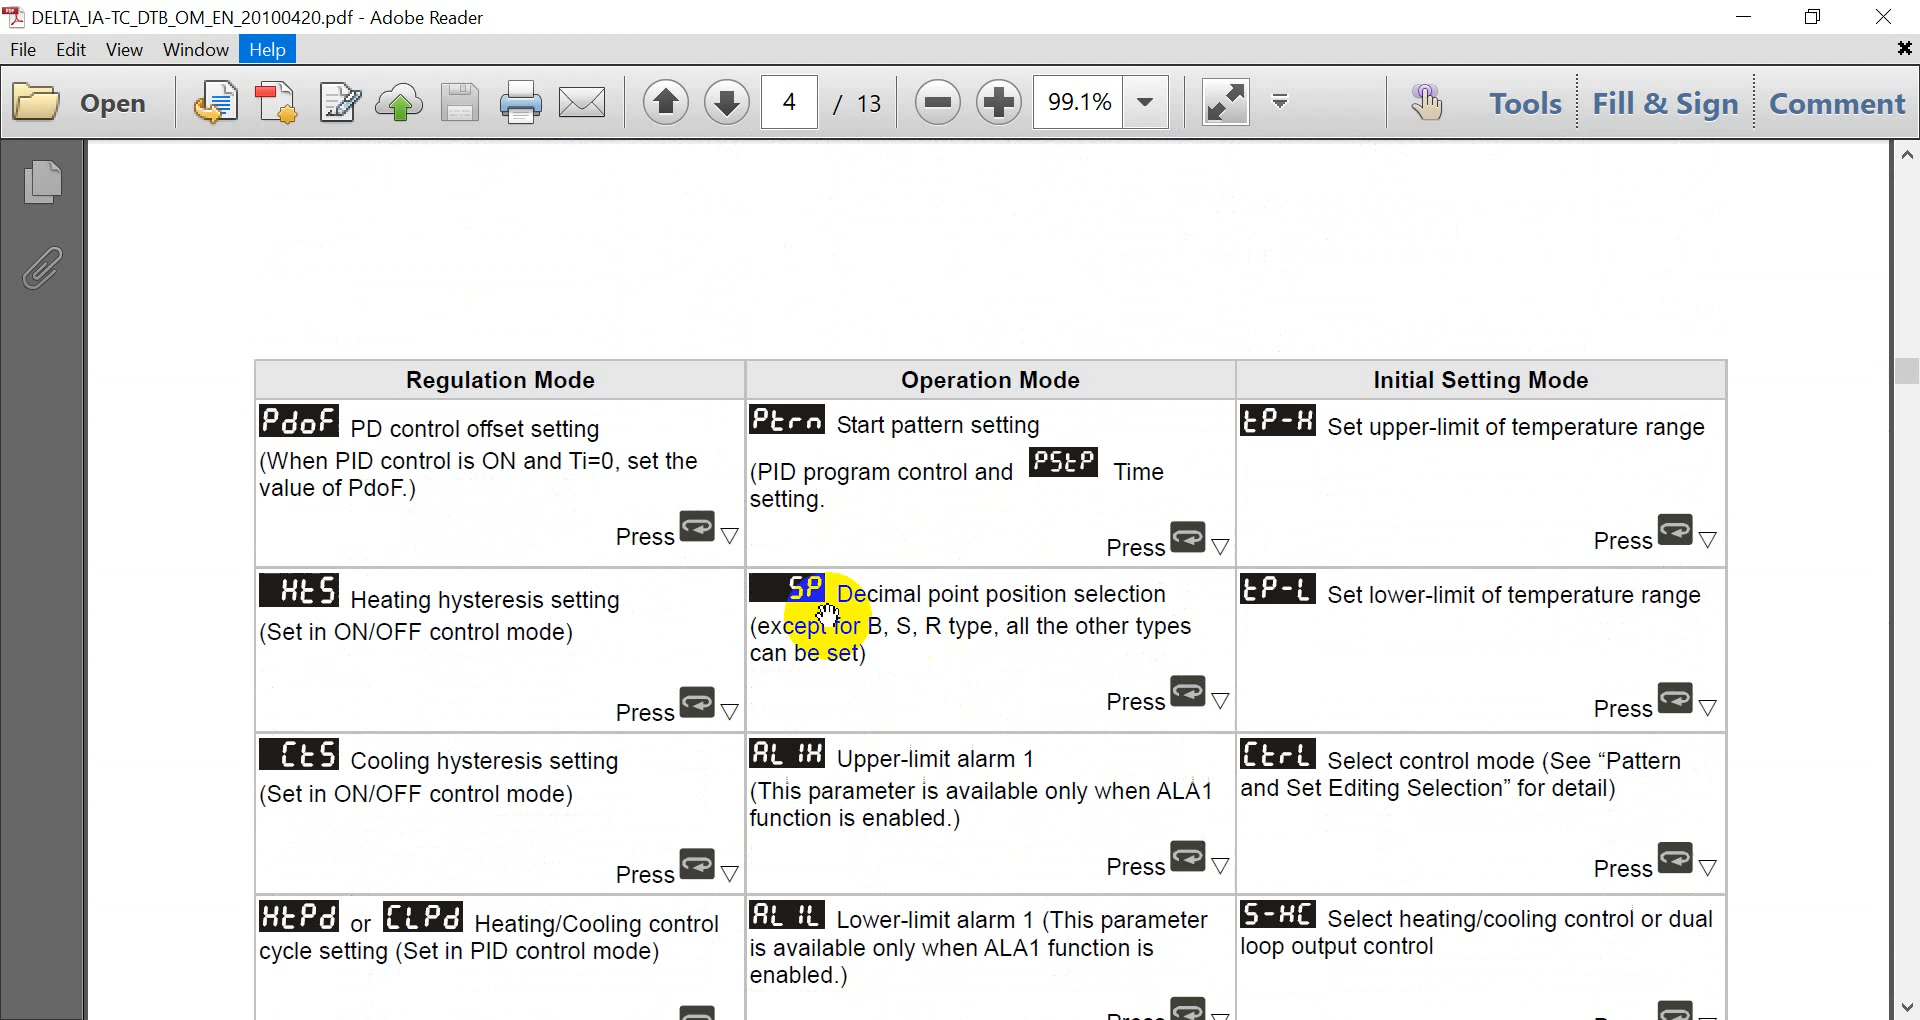 DELTA_IA-TC_DTB_OM_EN_20100420.pdf - Adobe Reader
File Edit View Window Help
Open 4 / 13 99.1% Tools Fill & Sign Comment
Regulation Mode
PdoF PD control offset setting
(When PID control is ON and Ti=0, set the
value of PdoF.)
Press
HtS Heating hysteresis setting
(Set in ON/OFF control mode)
Press
CtS Cooling hysteresis setting
(Set in ON/OFF control mode)
Press
HtPd or CLPd Heating/Cooling control
cycle setting (Set in PID control mode)
Operation Mode
Ptrn Start pattern setting
(PID program control and PStP Time
setting.
Press
SP Decimal point position selection
(except for B, S, R type, all the other types
can be set)
Press
AL1H Upper-limit alarm 1
(This parameter is available only when ALA1
function is enabled.)
Press
AL1L Lower-limit alarm 1 (This parameter
is available only when ALA1 function is
enabled.)
Press
Initial Setting Mode
tP-H Set upper-limit of temperature range
Press
tP-L Set lower-limit of temperature range
Press
CtrL Select control mode (See “Pattern
and Set Editing Selection” for detail)
Press
S-HC Select heating/cooling control or dual
loop output control